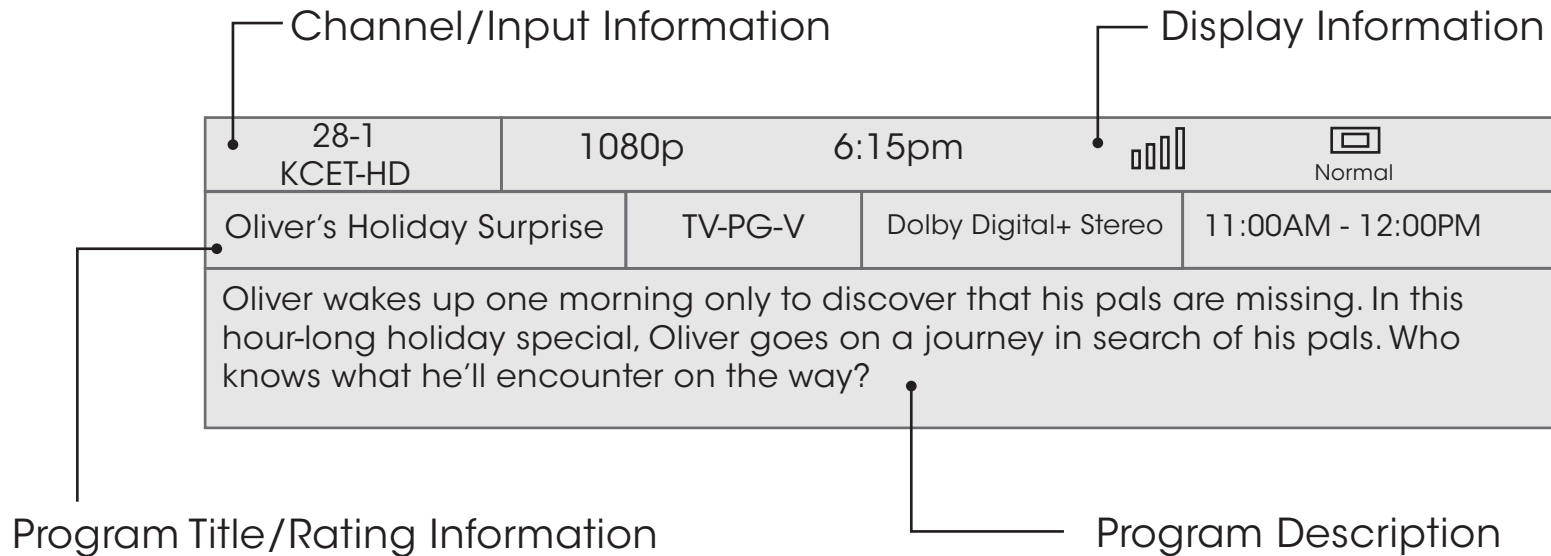 Channel/Input Information
Display Information
28-1
KCET-HD
1080p
6:15pm
Normal
Oliver's Holiday Surprise
TV-PG-V
Dolby Digital+ Stereo
11:00AM - 12:00PM
Oliver wakes up one morning only to discover that his pals are missing. In this
hour-long holiday special, Oliver goes on a journey in search of his pals. Who
knows what he'll encounter on the way?
Program Title/Rating Information
Program Description